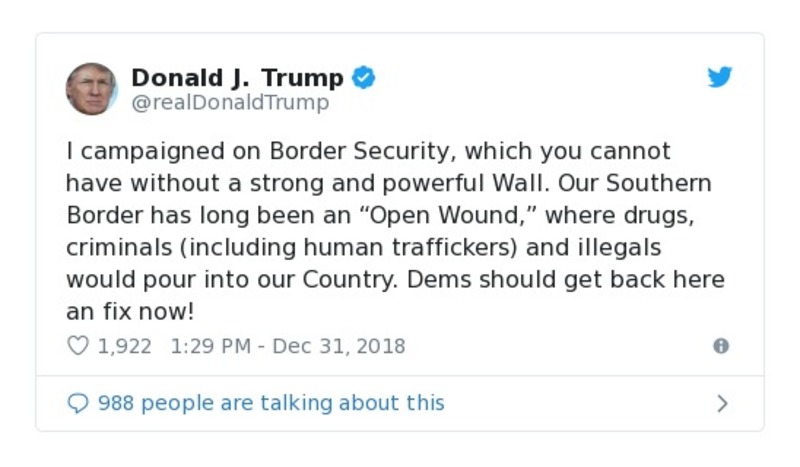 Donald J. Trump
@realDonaldTrump
I campaigned on Border Security, which you cannot
have without a strong and powerful Wall. Our Southern
Border has long been an “Open Wound,” where drugs,
criminals (including human traffickers) and illegals
would pour into our Country. Dems should get back here
an fix now!
1,922 1:29 PM - Dec 31, 2018
988 people are talking about this